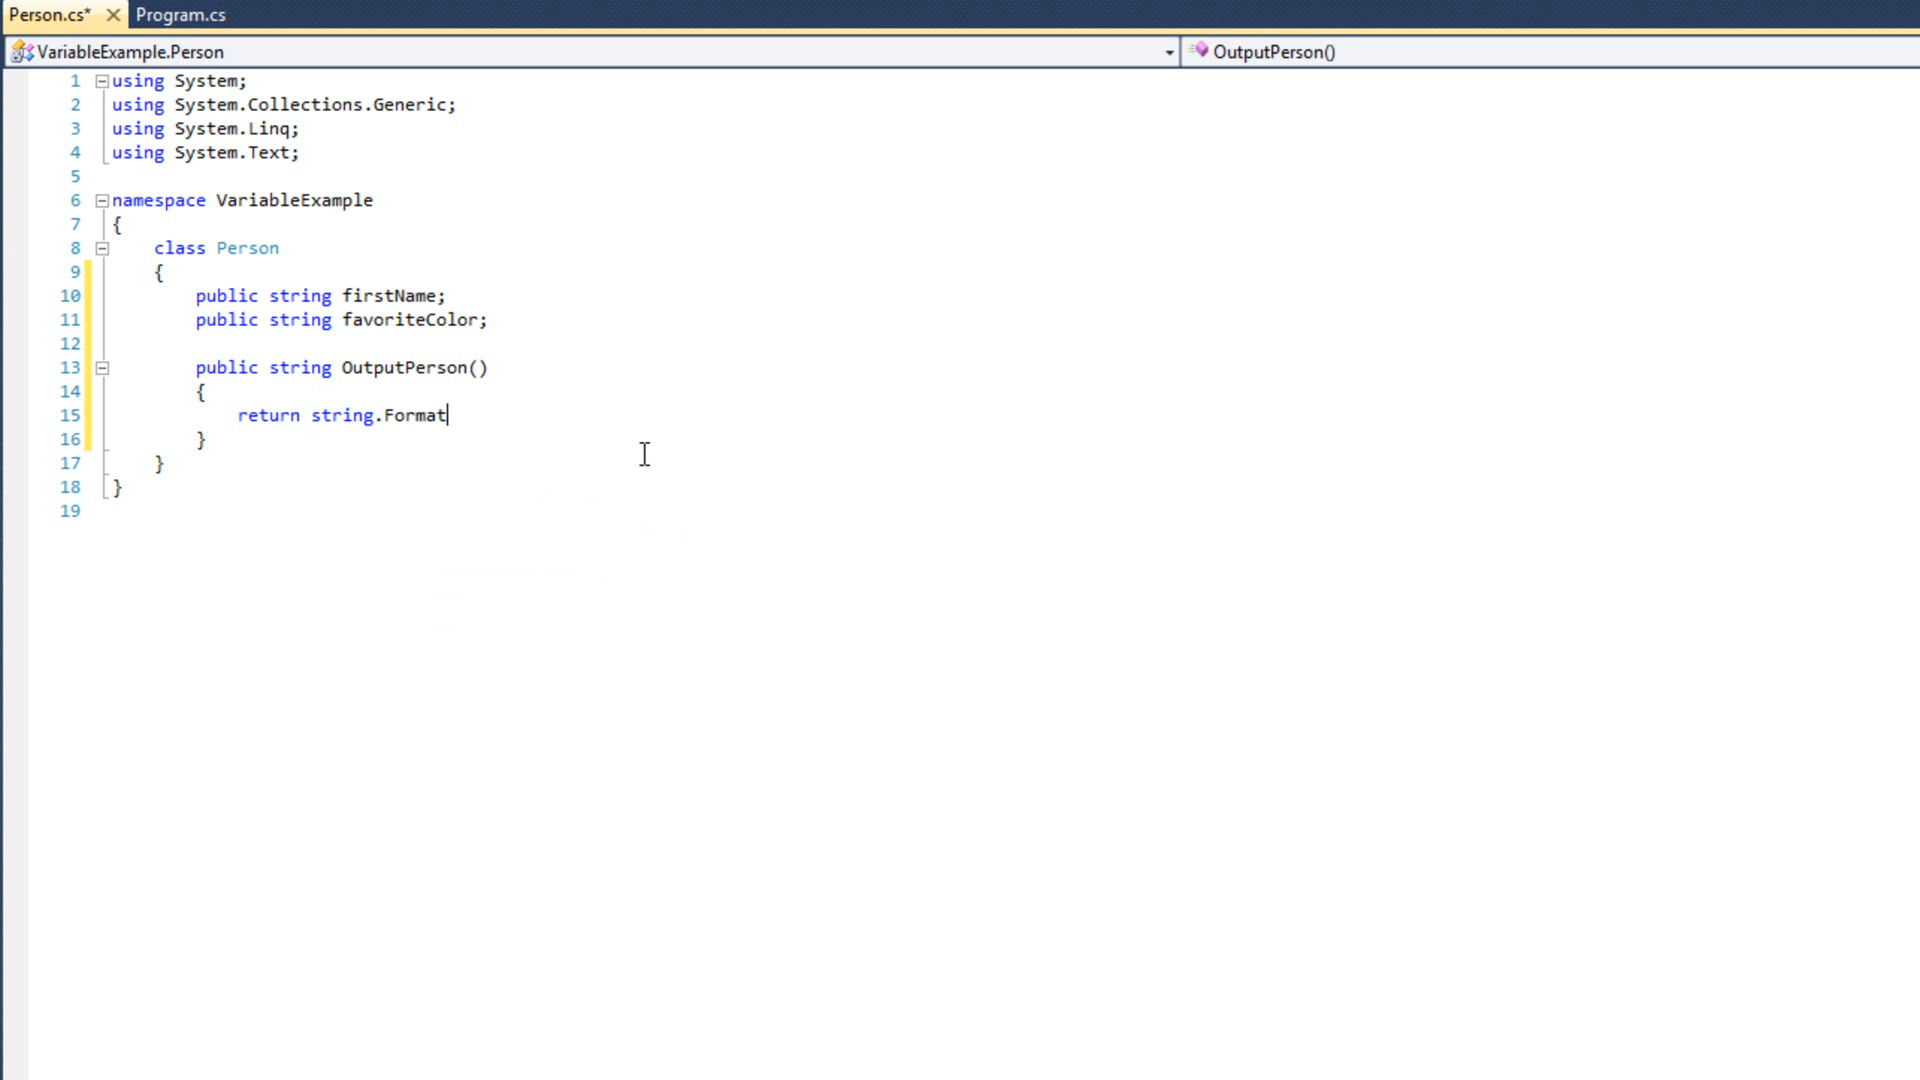 Person.cs* Program.cs
VariableExample.Person OutputPerson()
1 using System;
2 using System.Collections.Generic;
3 using System.Linq;
4 using System.Text;
5
6 namespace VariableExample
7 {
8 class Person
9 {
10 public string firstName;
11 public string favoriteColor;
12
13 public string OutputPerson()
14 {
15 return string.Format
16 }
17 }
18 }
19